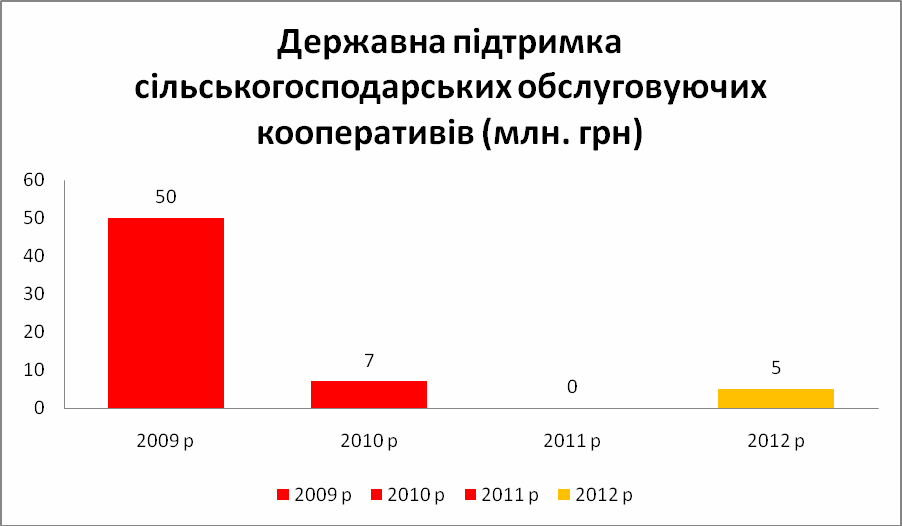 Державна підтримка
сільськогосподарських обслуговуючих
кооперативів (млн. грн)
60
50
40
30
20
10
0
50
7
0
5
2009 р
2010 р
2011 р
2012 р
2009 р
2010 р
2011 р
2012 р